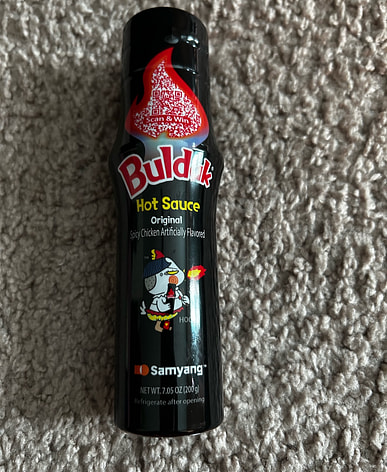 Scan & Win
Buldak
Hot Sauce
Original
Spicy Chicken Artificially Flavored
Samyang™
NET WT. 7.05 OZ (200g)
Refrigerate after opening